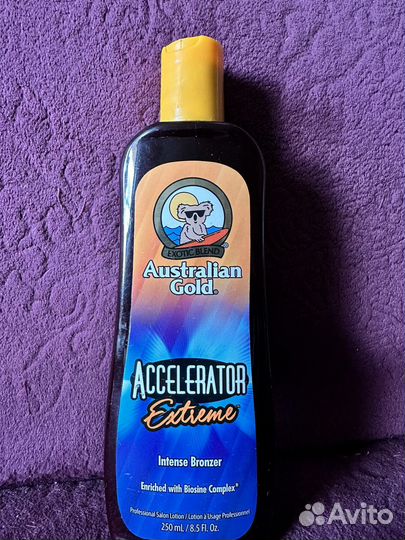 EXOTIC BLEND
Australian
Gold®
ACCELERATOR
Extreme™
Intense Bronzer
Enriched with Biosine Complex®
Professional Salon Lotion / Lotion à Usage Professionnel
250 mL / 8.5 Fl. Oz.
Avito